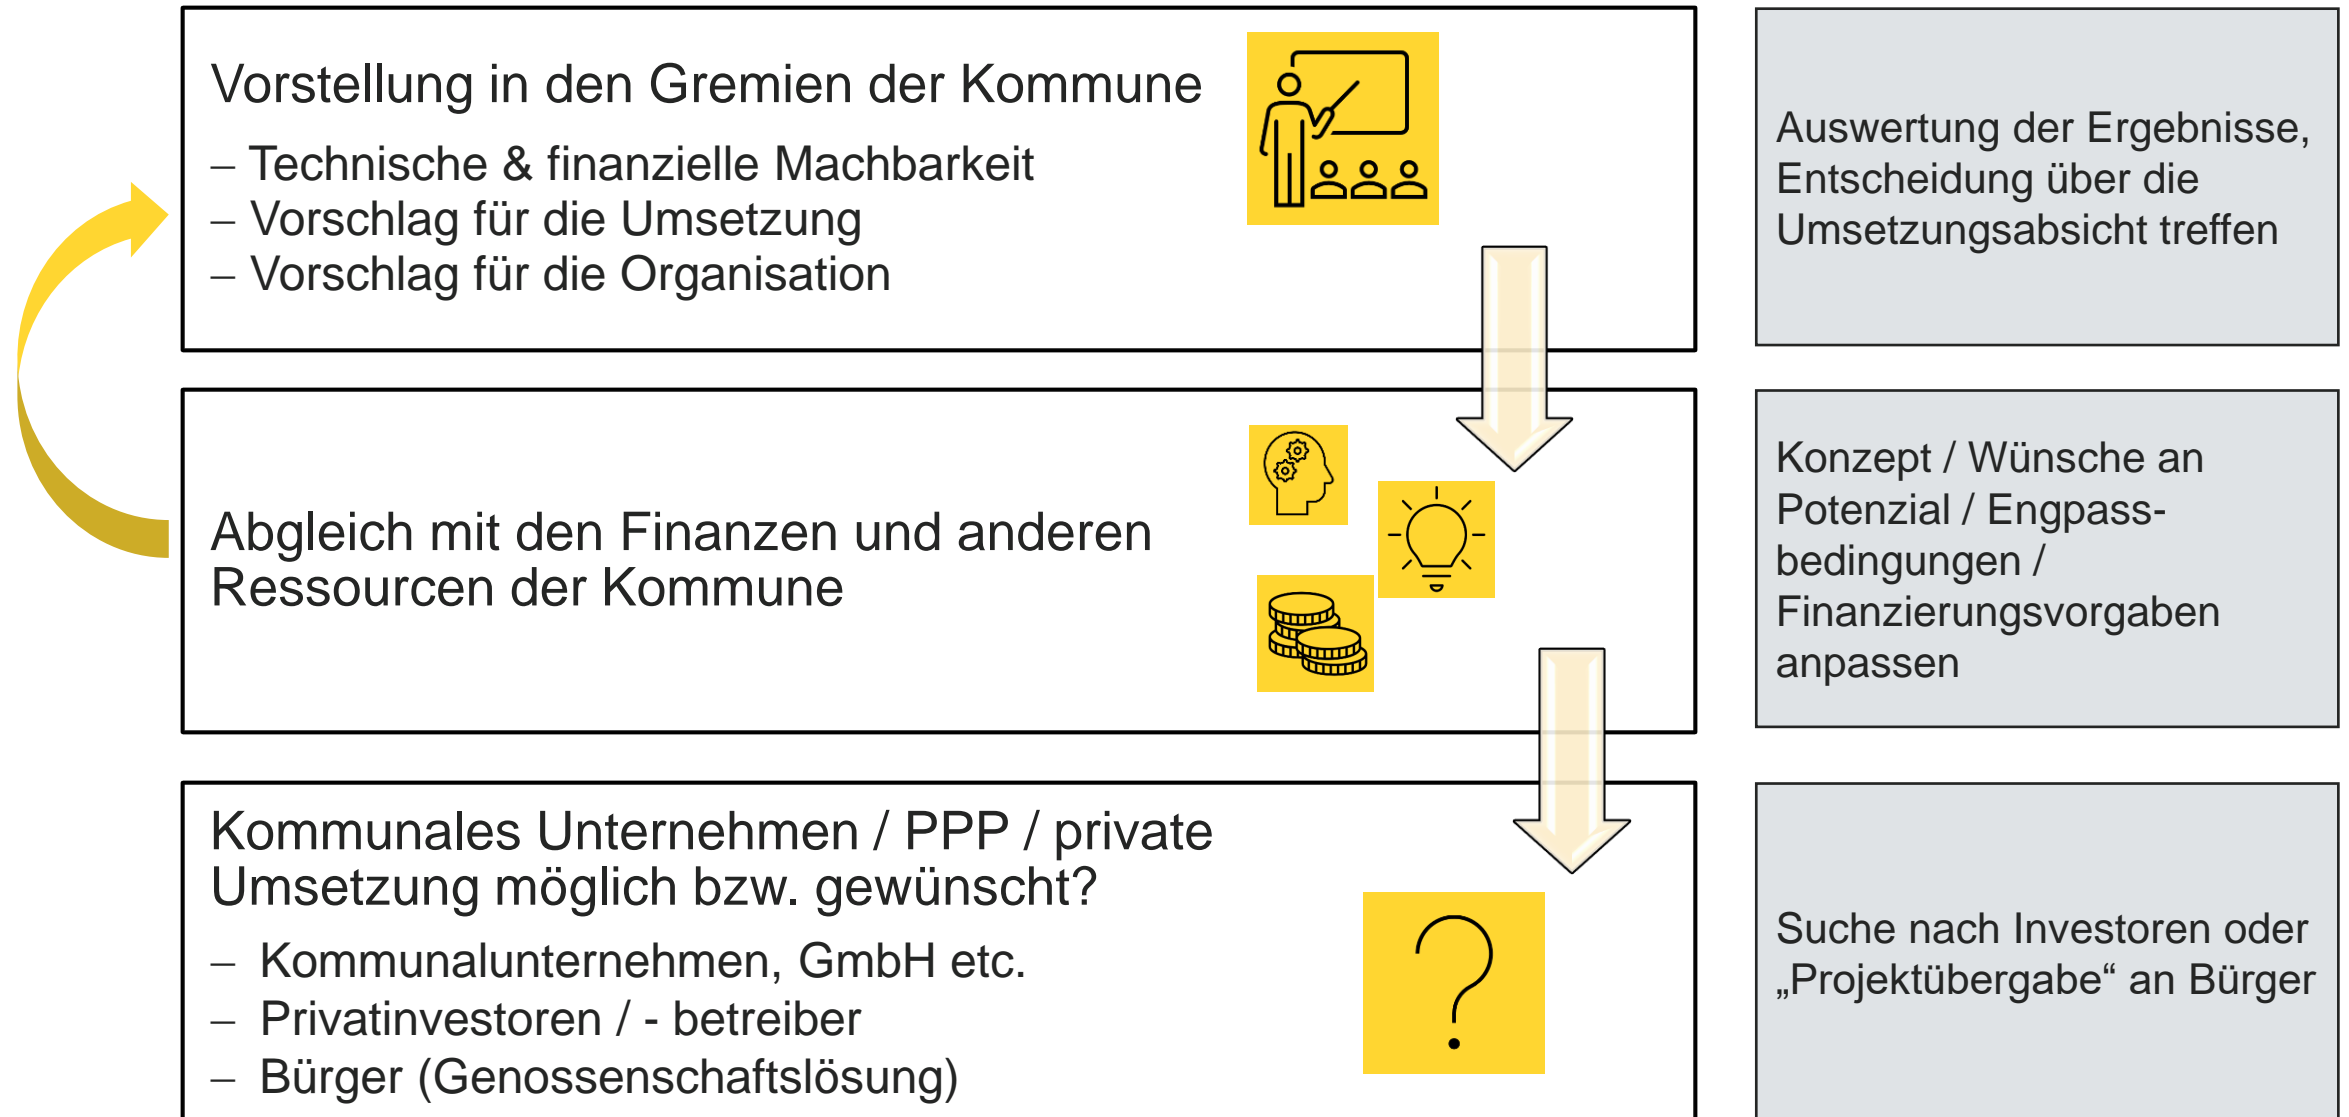 Vorstellung in den Gremien der Kommune
– Technische & finanzielle Machbarkeit
– Vorschlag für die Umsetzung
– Vorschlag für die Organisation
Auswertung der Ergebnisse,
Entscheidung über die
Umsetzungsabsicht treffen
Abgleich mit den Finanzen und anderen
Ressourcen der Kommune
Konzept / Wünsche an
Potenzial / Engpass-
bedingungen /
Finanzierungsvorgaben
anpassen
Kommunales Unternehmen / PPP / private
Umsetzung möglich bzw. gewünscht?
– Kommunalunternehmen, GmbH etc.
– Privatinvestoren / - betreiber
– Bürger (Genossenschaftslösung)
Suche nach Investoren oder
„Projektübergabe“ an Bürger